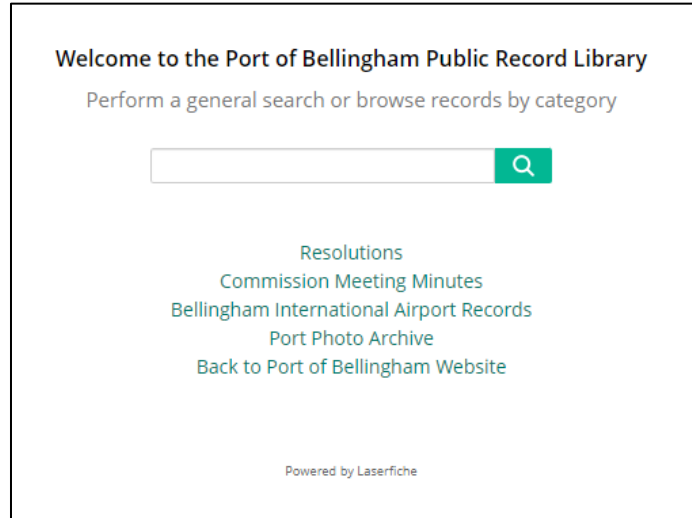 Welcome to the Port of Bellingham Public Record Library
Perform a general search or browse records by category
Resolutions
Commission Meeting Minutes
Bellingham International Airport Records
Port Photo Archive
Back to Port of Bellingham Website
Powered by Laserfiche